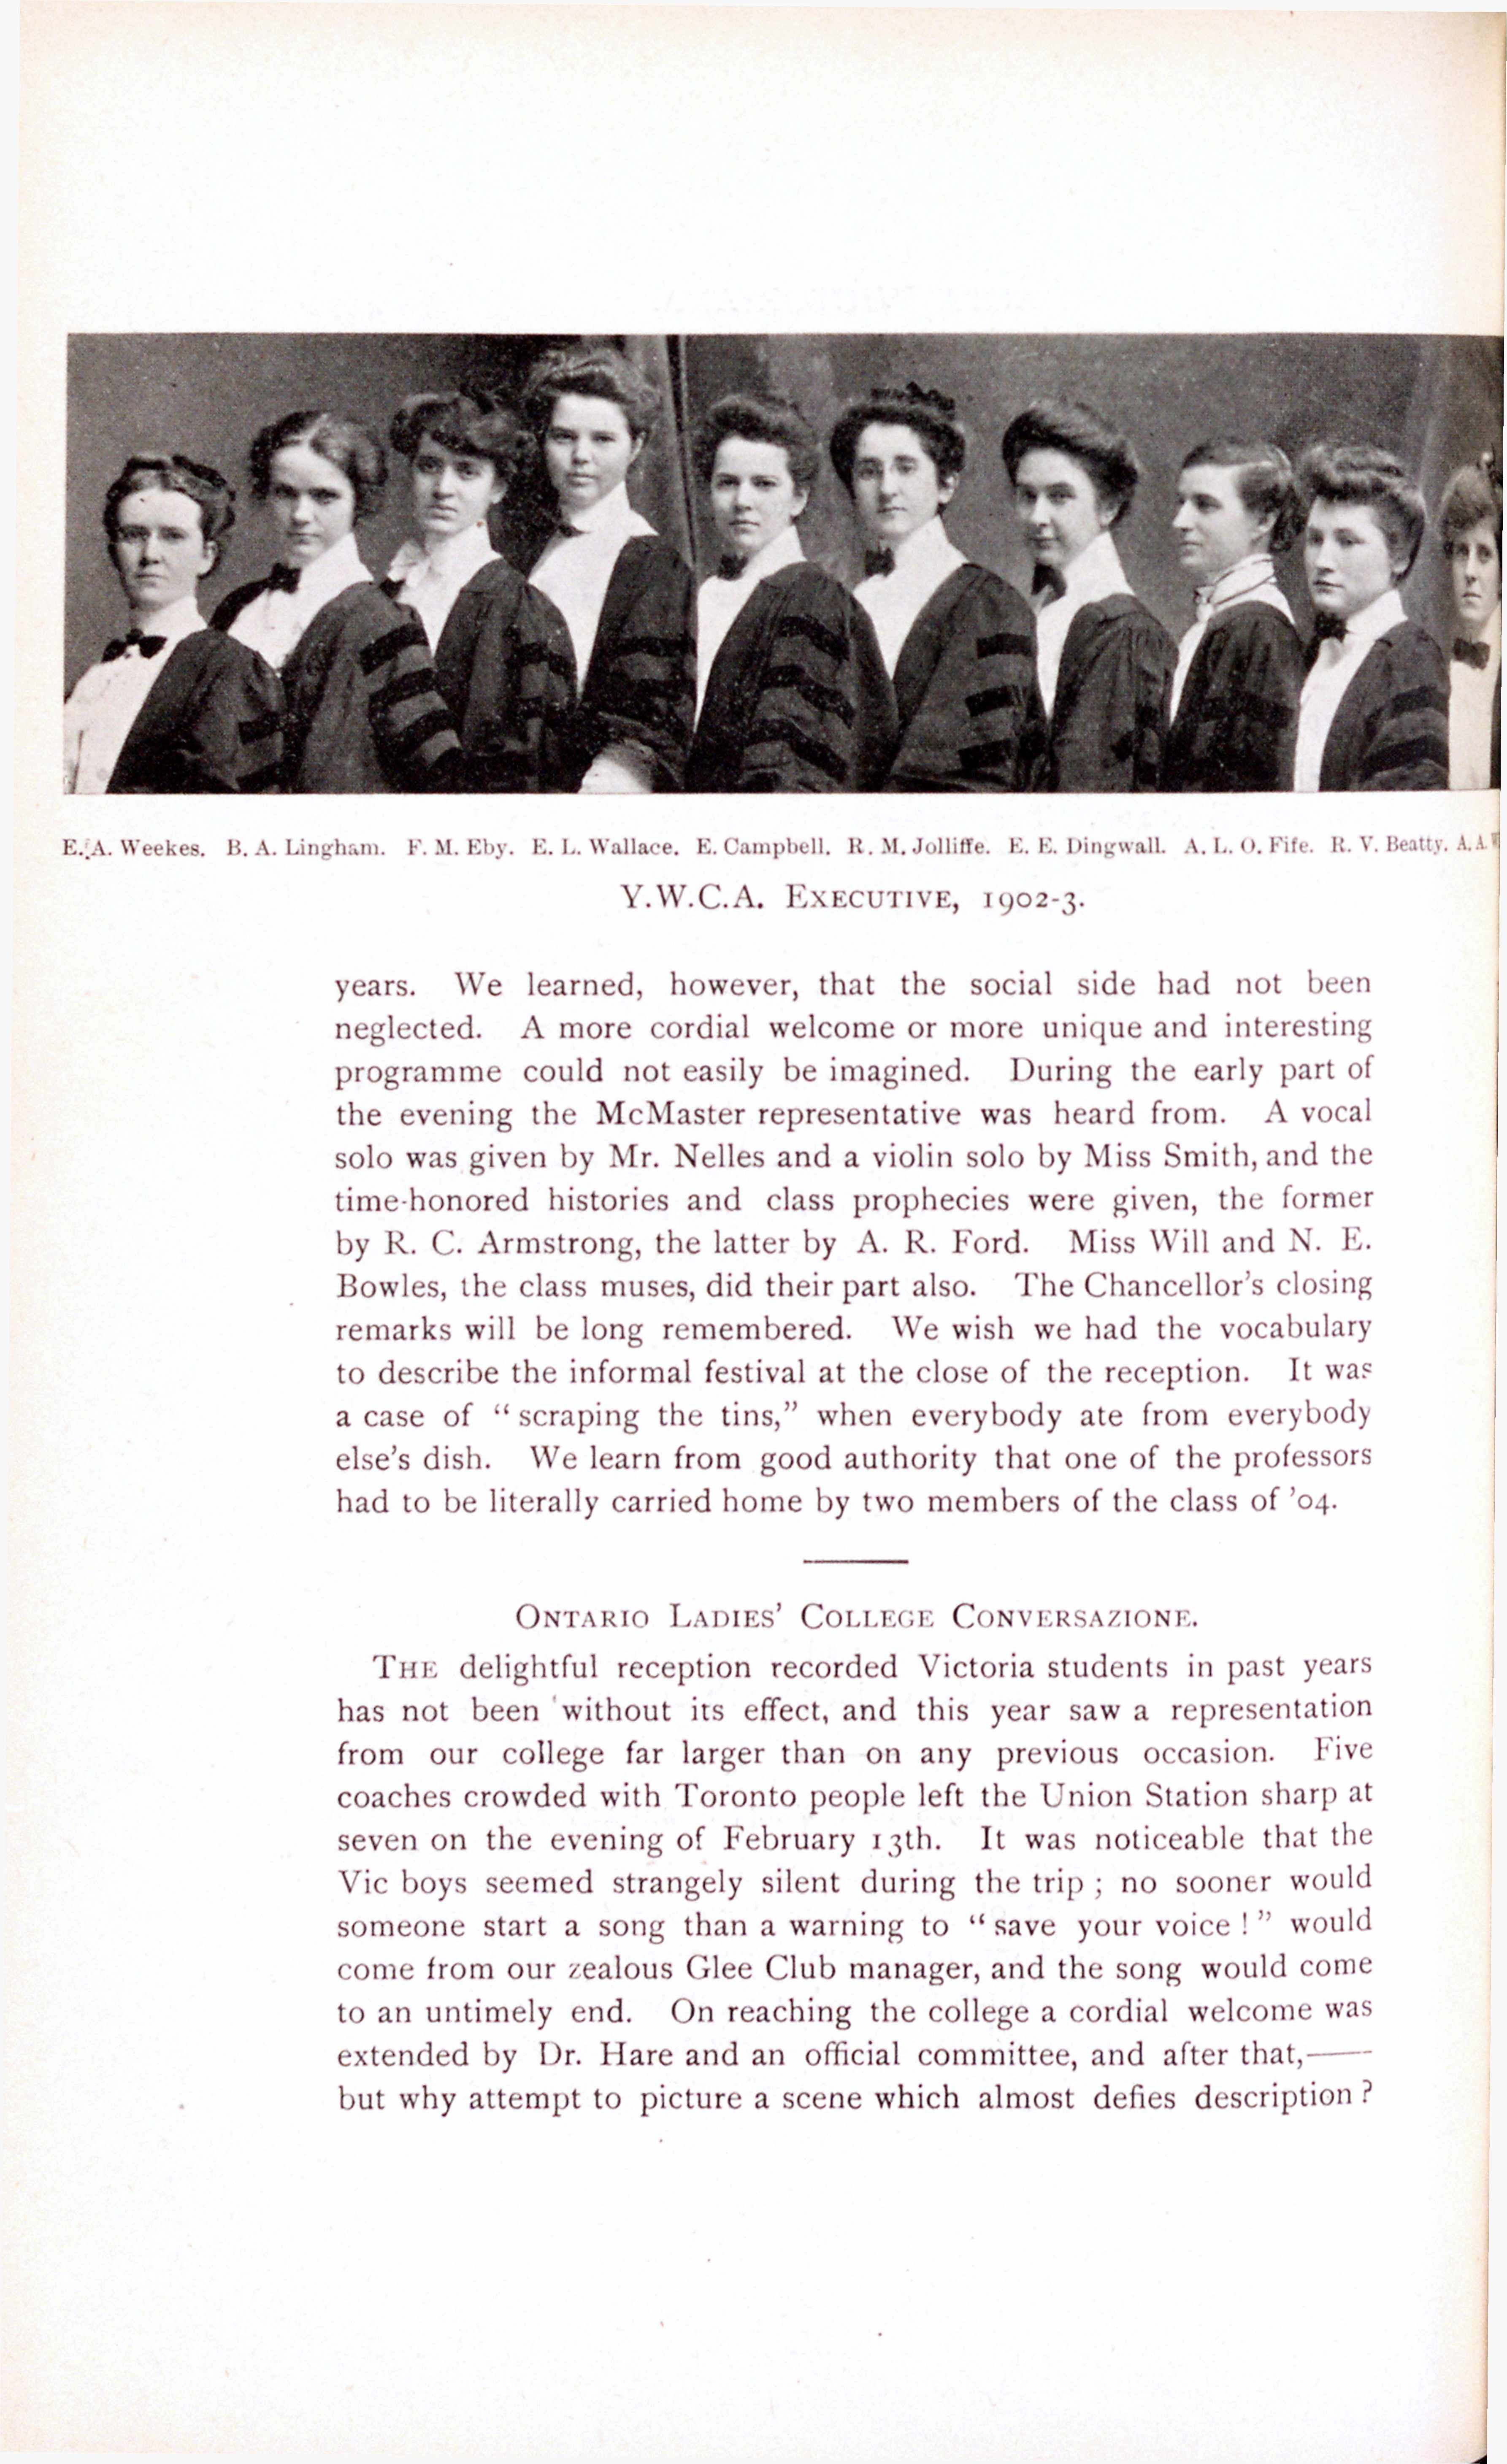 E. A. Weekes. B. A. Lingham. F. M. Eby. E. L. Wallace. E. Campbell. R. M. Jolliffe. E. E. Dingwall. A. L. O. Fife. R. V. Beatty. A. A.
Y.W.C.A. EXECUTIVE, 1902-3.
years. We learned, however, that the social side had not been
neglected. A more cordial welcome or more unique and interesting
programme could not easily be imagined. During the early part of
the evening the McMaster representative was heard from. A vocal
solo was given by Mr. Nelles and a violin solo by Miss Smith, and the
time-honored histories and class prophecies were given, the former
by R. C. Armstrong, the latter by A. R. Ford. Miss Will and N. E.
Bowles, the class muses, did their part also. The Chancellor's closing
remarks will be long remembered. We wish we had the vocabulary
to describe the informal festival at the close of the reception. It was
a case of "scraping the tins," when everybody ate from everybody
else's dish. We learn from good authority that one of the professors
had to be literally carried home by two members of the class of '04.
ONTARIO LADIES' COLLEGE CONVERSAZIONE.
THE delightful reception recorded Victoria students in past years
has not been without its effect, and this year saw a representation
from our college far larger than on any previous occasion. Five
coaches crowded with Toronto people left the Union Station sharp at
seven on the evening of February 13th. It was noticeable that the
Vic boys seemed strangely silent during the trip ; no sooner would
someone start a song than a warning to "save your voice !" would
come from our zealous Glee Club manager, and the song would come
to an untimely end. On reaching the college a cordial welcome was
extended by Dr. Hare and an official committee, and after that,——
but why attempt to picture a scene which almost defies description ?